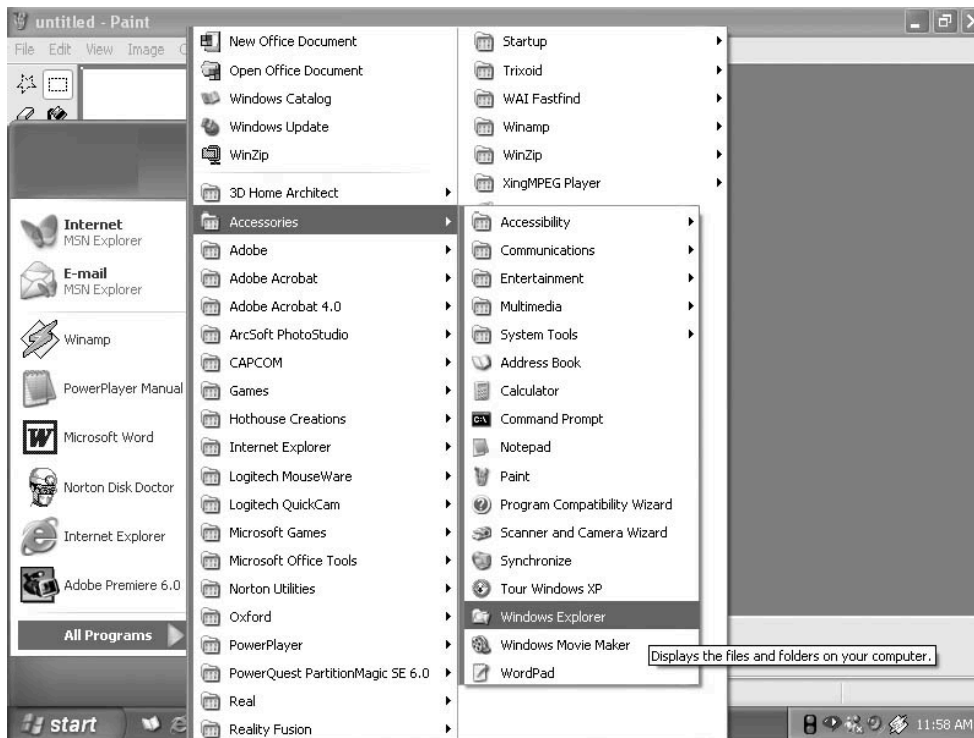 untitled - Paint
File Edit View Image
New Office Document
Open Office Document
Windows Catalog
Windows Update
WinZip
3D Home Architect
Accessories
Adobe
Adobe Acrobat
Adobe Acrobat 4.0
ArcSoft PhotoStudio
CAPCOM
Games
Hothouse Creations
Internet Explorer
Logitech MouseWare
Logitech QuickCam
Microsoft Games
Microsoft Office Tools
Norton Utilities
Oxford
PowerPlayer
PowerQuest PartitionMagic SE 6.0
Real
Reality Fusion
Startup
Trixoid
WAI Fastfind
Winamp
WinZip
XingMPEG Player
Accessibility
Communications
Entertainment
Multimedia
System Tools
Address Book
Calculator
C:\ Command Prompt
Notepad
Paint
Program Compatibility Wizard
Scanner and Camera Wizard
Synchronize
Tour Windows XP
Windows Explorer
Windows Movie Maker
WordPad
Displays the files and folders on your computer.
Internet
MSN Explorer
E-mail
MSN Explorer
Winamp
PowerPlayer Manual
Microsoft Word
Norton Disk Doctor
Internet Explorer
Adobe Premiere 6.0
All Programs
start
11:58 AM